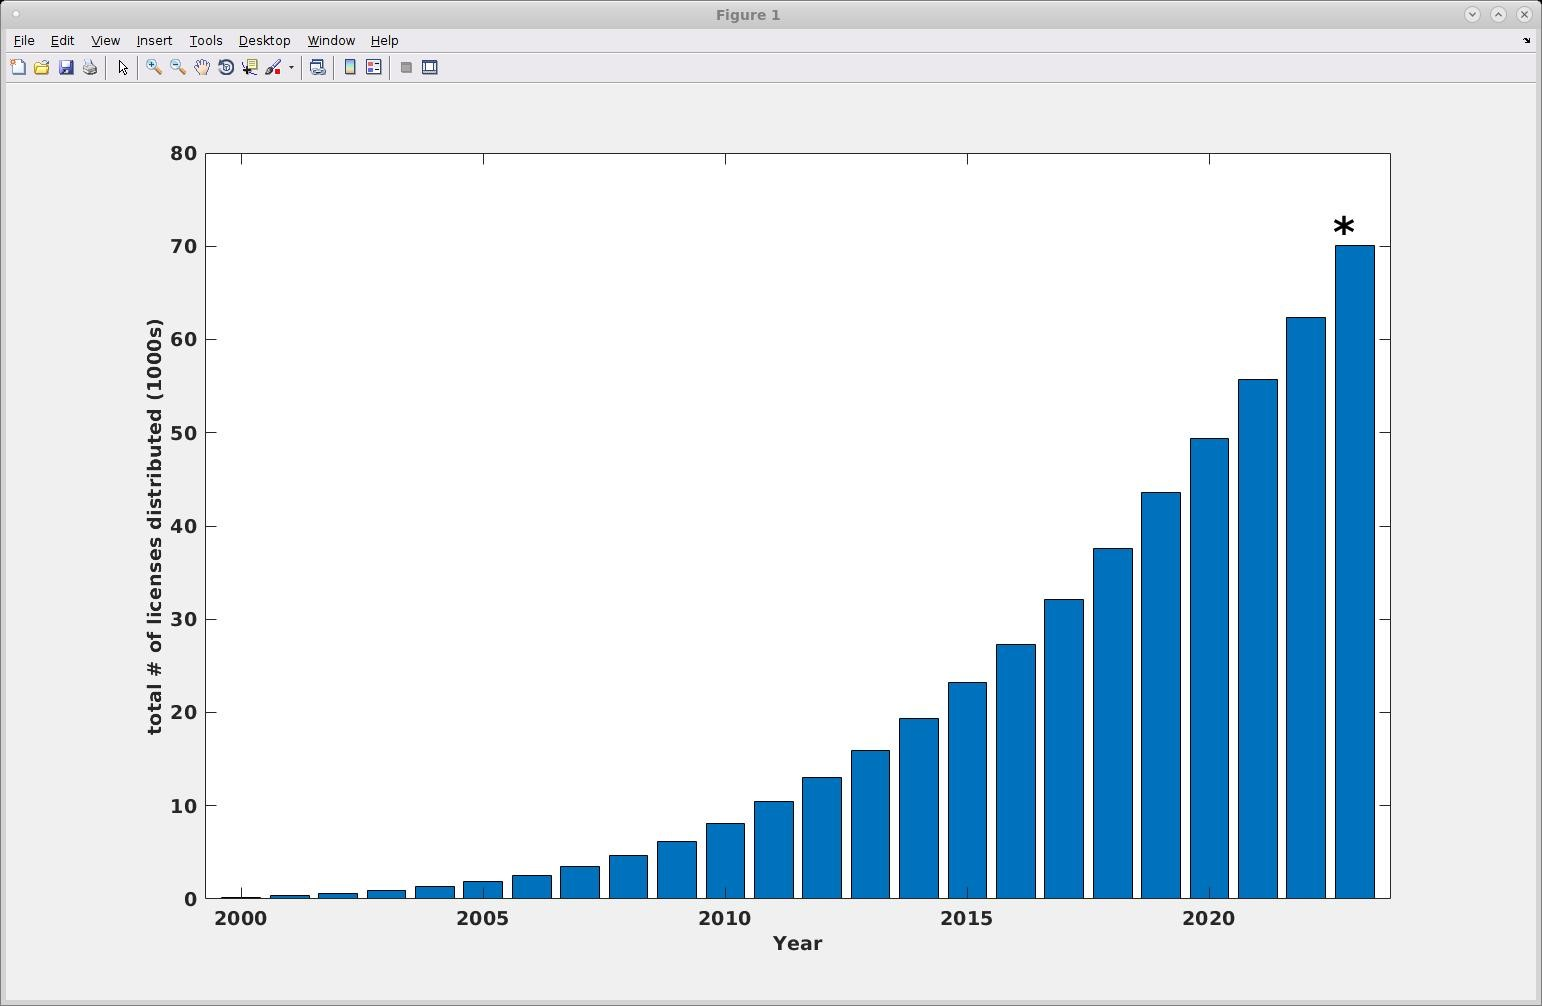 Figure 1
File Edit View Insert Tools Desktop Window Help
80
70
60
50
40
30
20
10
0
total # of licenses distributed (1000s)
*
2000 2005 2010 2015 2020
Year